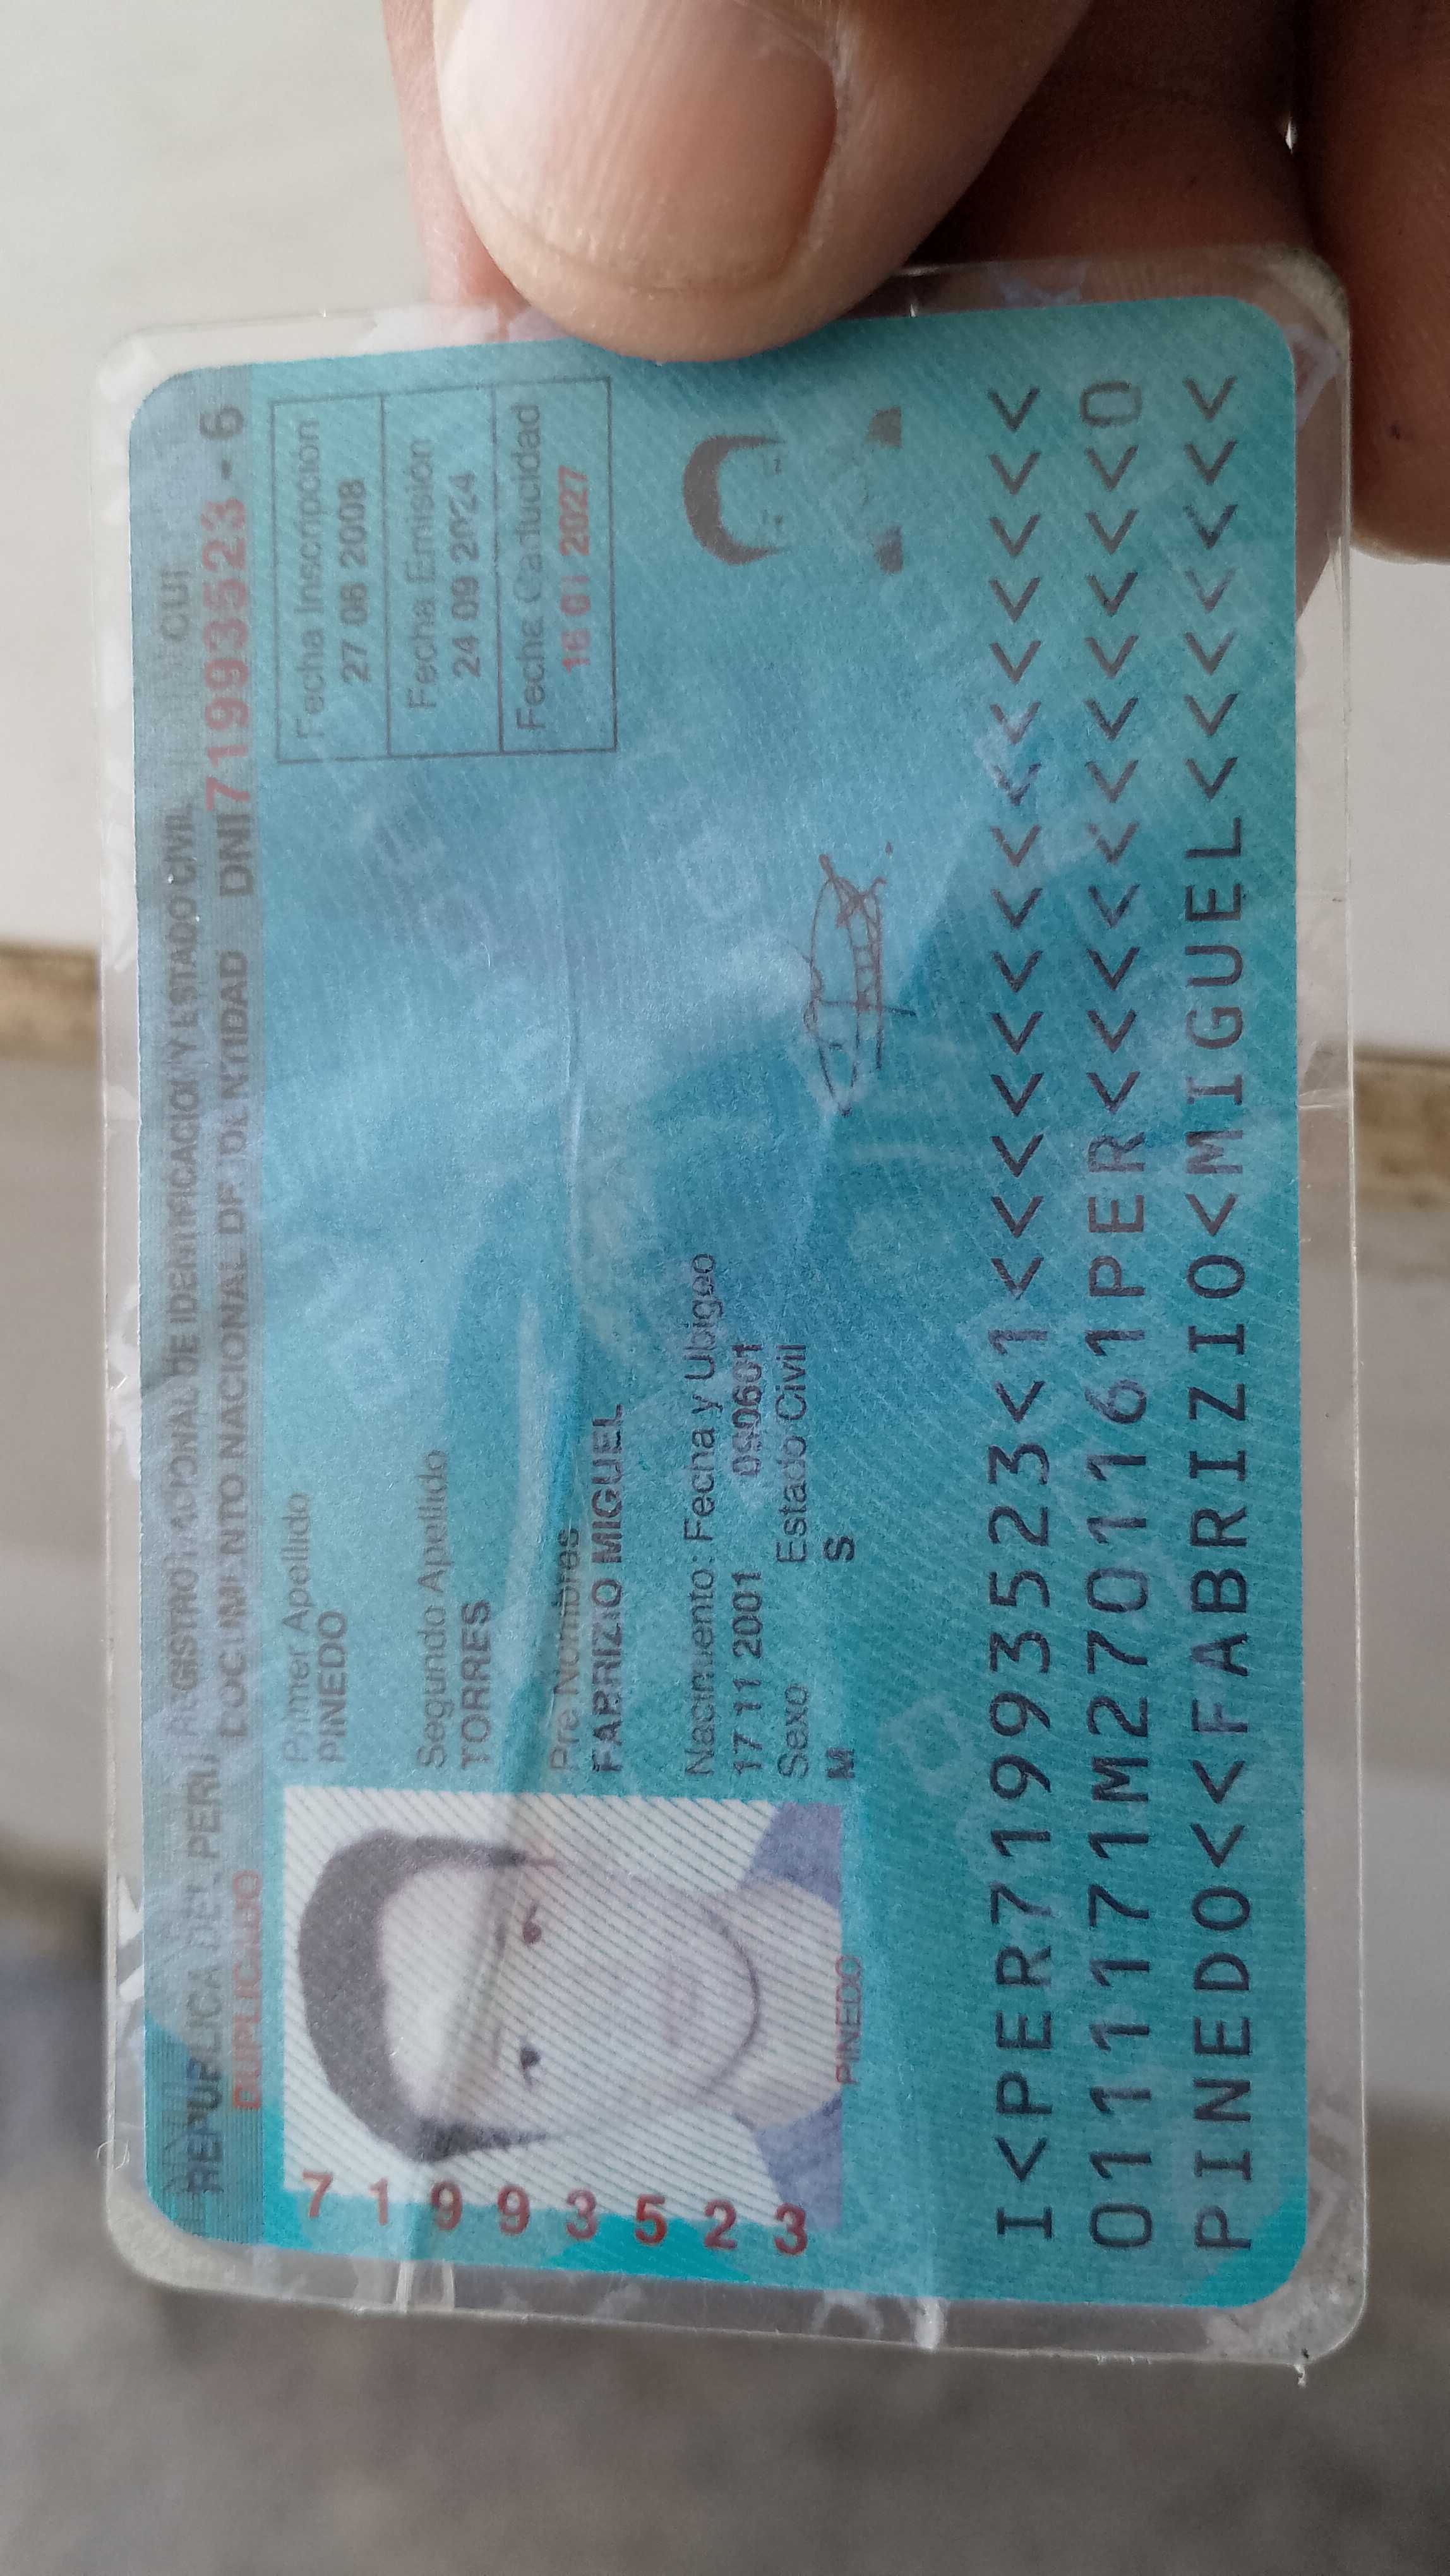 REPUBLICA DEL PERU REGISTRO NACIONAL DE IDENTIFICACION Y ESTADO CIVIL CUI
DUPLICADO DOCUMENTO NACIONAL DE IDENTIDAD DNI 71993523 - 6
Primer Apellido
PINEDO
Segundo Apellido
TORRES
Pre Nombres
FABRIZIO MIGUEL
Nacimiento: Fecha y Ubigeo
17 11 2001 090601
Sexo Estado Civil
M S
Fecha Inscripción
27 08 2008
Fecha Emisión
24 09 2024
Fecha Caducidad
16 01 2027
71993523
PINEDO
I<PER71993523<1<<<<<<<<<<<<<<<
0111171M2701161PER<<<<<<<<<<<0
PINEDO<<FABRIZIO<MIGUEL<<<<<<<